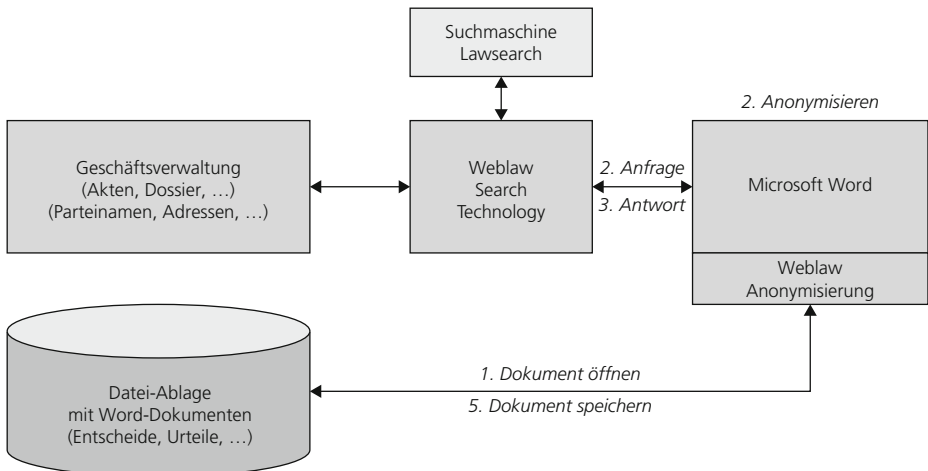 Suchmaschine
Lawsearch
2. Anonymisieren
Geschäftsverwaltung
(Akten, Dossier, …)
(Parteinamen, Adressen, …)
Weblaw
Search
Technology
2. Anfrage
3. Antwort
Microsoft Word
Weblaw
Anonymisierung
Datei-Ablage
mit Word-Dokumenten
(Entscheide, Urteile, …)
1. Dokument öffnen
5. Dokument speichern